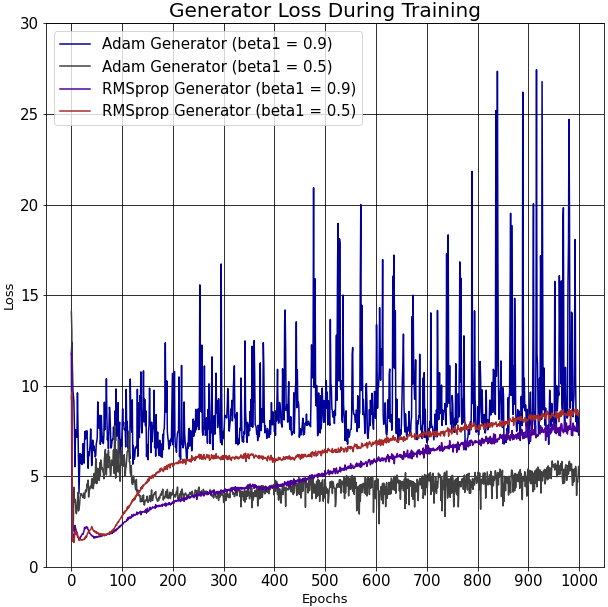 Generator Loss During Training
Adam Generator (beta1 = 0.9)
Adam Generator (beta1 = 0.5)
RMSprop Generator (beta1 = 0.9)
RMSprop Generator (beta1 = 0.5)
30
25
20
15
10
5
0
Loss
0 100 200 300 400 500 600 700 800 900 1000
Epochs